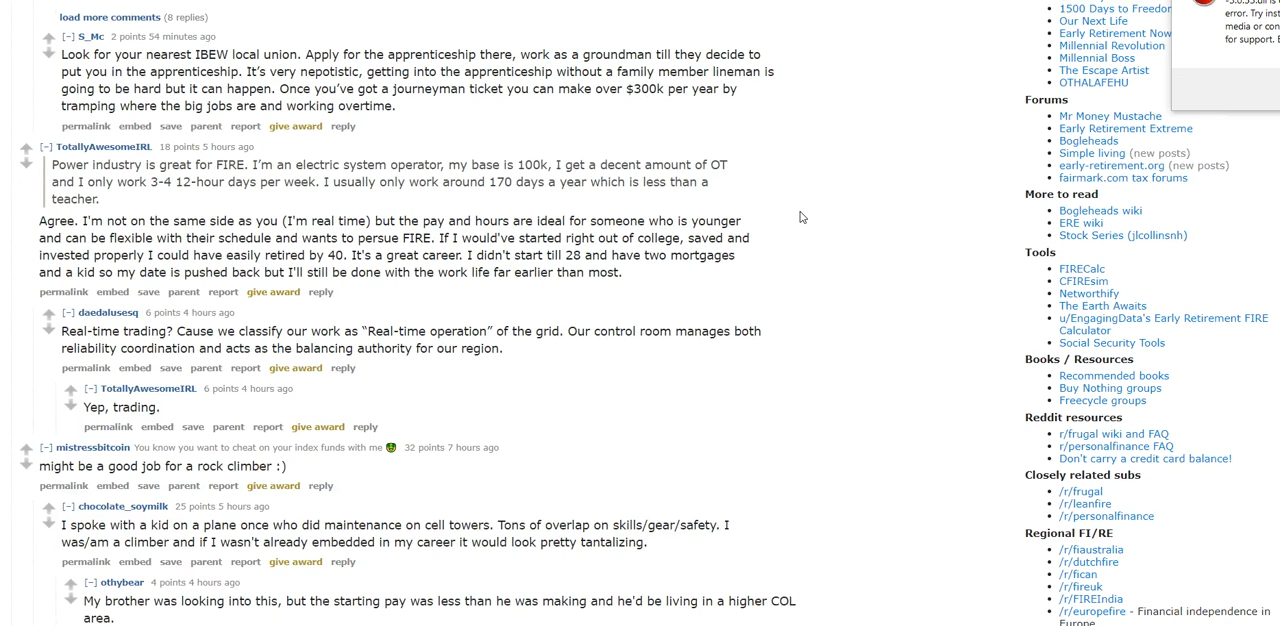 load more comments (8 replies)
[-] S_Mc 2 points 54 minutes ago
Look for your nearest IBEW local union. Apply for the apprenticeship there, work as a groundman till they decide to
put you in the apprenticeship. It's very nepotistic, getting into the apprenticeship without a family member lineman is
going to be hard but it can happen. Once you've got a journeyman ticket you can make over $300k per year by
tramping where the big jobs are and working overtime.
permalink embed save parent report give award reply
[-] TotallyAwesomeIRL 18 points 5 hours ago
Power industry is great for FIRE. I'm an electric system operator, my base is 100k, I get a decent amount of OT
and I only work 3-4 12-hour days per week. I usually only work around 170 days a year which is less than a
teacher.
Agree. I'm not on the same side as you (I'm real time) but the pay and hours are ideal for someone who is younger
and can be flexible with their schedule and wants to persue FIRE. If I would've started right out of college, saved and
invested properly I could have easily retired by 40. It's a great career. I didn't start till 28 and have two mortgages
and a kid so my date is pushed back but I'll still be done with the work life far earlier than most.
permalink embed save parent report give award reply
[-] daedalusesq 6 points 4 hours ago
Real-time trading? Cause we classify our work as “Real-time operation” of the grid. Our control room manages both
reliability coordination and acts as the balancing authority for our region.
permalink embed save parent report give award reply
[-] TotallyAwesomeIRL 6 points 4 hours ago
Yep, trading.
permalink embed save parent report give award reply
[-] mistressbitcoin You know you want to cheat on your index funds with me 32 points 7 hours ago
might be a good job for a rock climber :)
permalink embed save parent report give award reply
[-] chocolate_soymilk 25 points 5 hours ago
I spoke with a kid on a plane once who did maintenance on cell towers. Tons of overlap on skills/gear/safety. I
was/am a climber and if I wasn't already embedded in my career it would look pretty tantalizing.
permalink embed save parent report give award reply
[-] othybear 4 points 4 hours ago
My brother was looking into this, but the starting pay was less than he was making and he'd be living in a higher COL
area.
1500 Days to Freedor
Our Next Life
Early Retirement Now
Millennial Revolution
Millennial Boss
The Escape Artist
OTHALAFEHU
Forums
Mr Money Mustache
Early Retirement Extreme
Bogleheads
Simple living (new posts)
early-retirement.org (new posts)
fairmark.com tax forums
More to read
Bogleheads wiki
ERE wiki
Stock Series (jlcollinsnh)
Tools
FIRECalc
CFIREsim
Networthify
The Earth Awaits
u/EngagingData's Early Retirement FIRE
Calculator
Social Security Tools
Books / Resources
Recommended books
Buy Nothing groups
Freecycle groups
Reddit resources
r/frugal wiki and FAQ
r/personalfinance FAQ
Don't carry a credit card balance!
Closely related subs
/r/frugal
/r/leanfire
/r/personalfinance
Regional FI/RE
/r/fiaustralia
/r/dutchfire
/r/fican
/r/fireuk
/r/FIREIndia
/r/europefire - Financial independence in
Europe
error. Try inst
media or con
for support. E